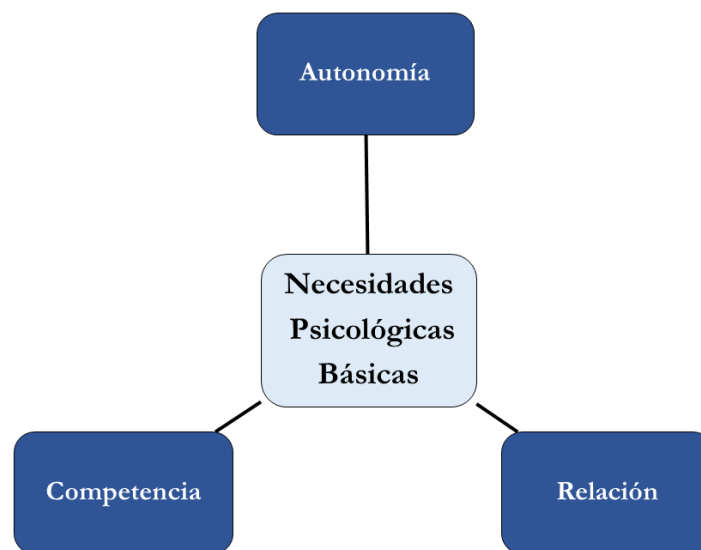 Autonomía
Necesidades
Psicológicas
Básicas
Competencia
Relación